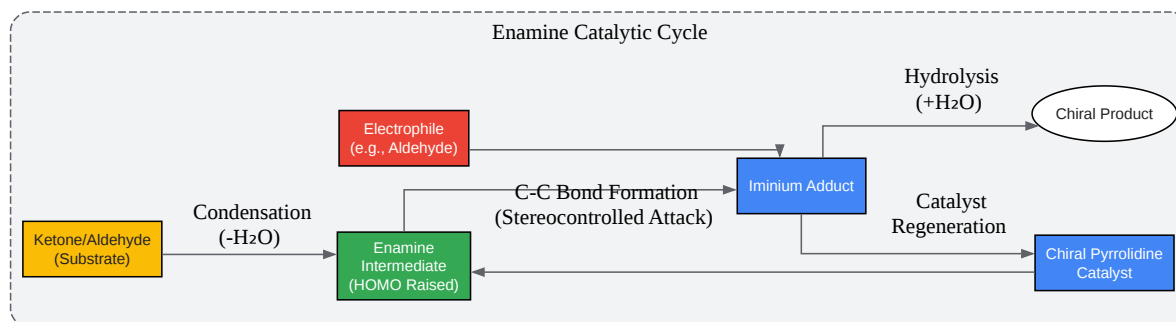 Enamine Catalytic Cycle
Hydrolysis
(+H₂O)
Chiral Product
Electrophile
(e.g., Aldehyde)
Iminium Adduct
C-C Bond Formation
(Stereocontrolled Attack)
Condensation
(-H₂O)
Catalyst
Regeneration
Ketone/Aldehyde
(Substrate)
Enamine
Intermediate
(HOMO Raised)
Chiral Pyrrolidine
Catalyst